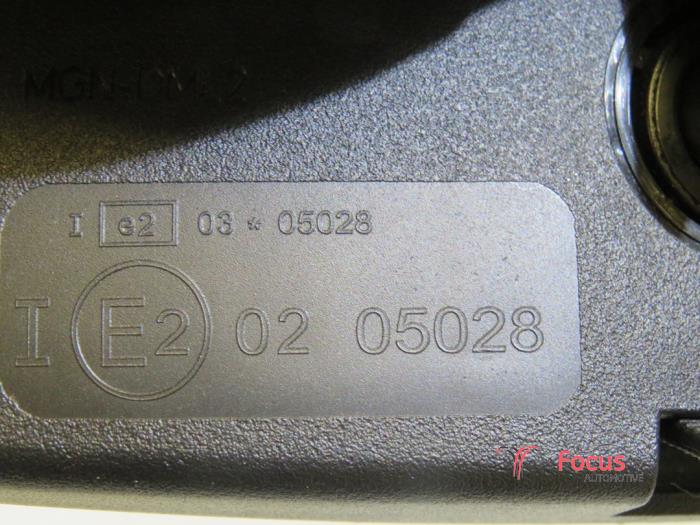 I e2 03 * 05028
I E2 02 05028
Focus
AUTOMOTIVE